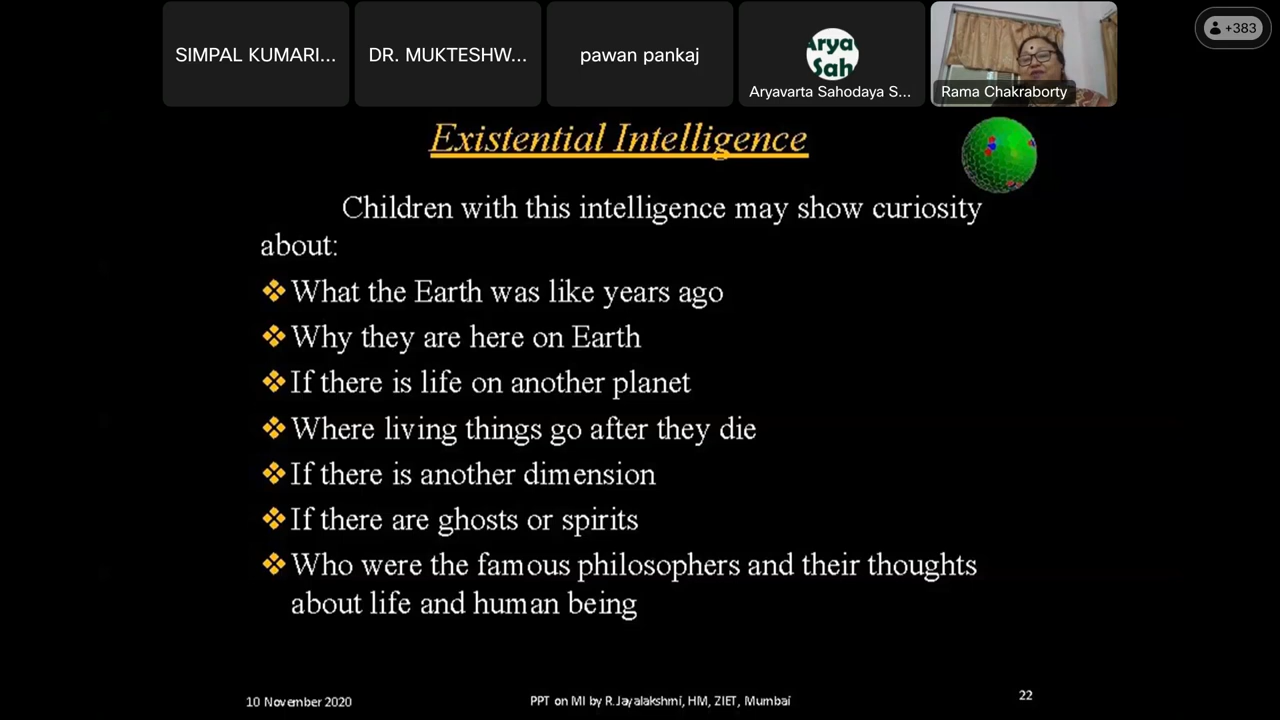 SIMPAL KUMARI...
DR. MUKTESHW...
pawan pankaj
Arya
Sah
Aryavarta Sahodaya S...
Rama Chakraborty
+383
Existential Intelligence
Children with this intelligence may show curiosity
about:
What the Earth was like years ago
Why they are here on Earth
If there is life on another planet
Where living things go after they die
If there is another dimension
If there are ghosts or spirits
Who were the famous philosophers and their thoughts
about life and human being
10 November 2020
PPT on MI by R.Jayalakshmi, HM, ZIET, Mumbai
22